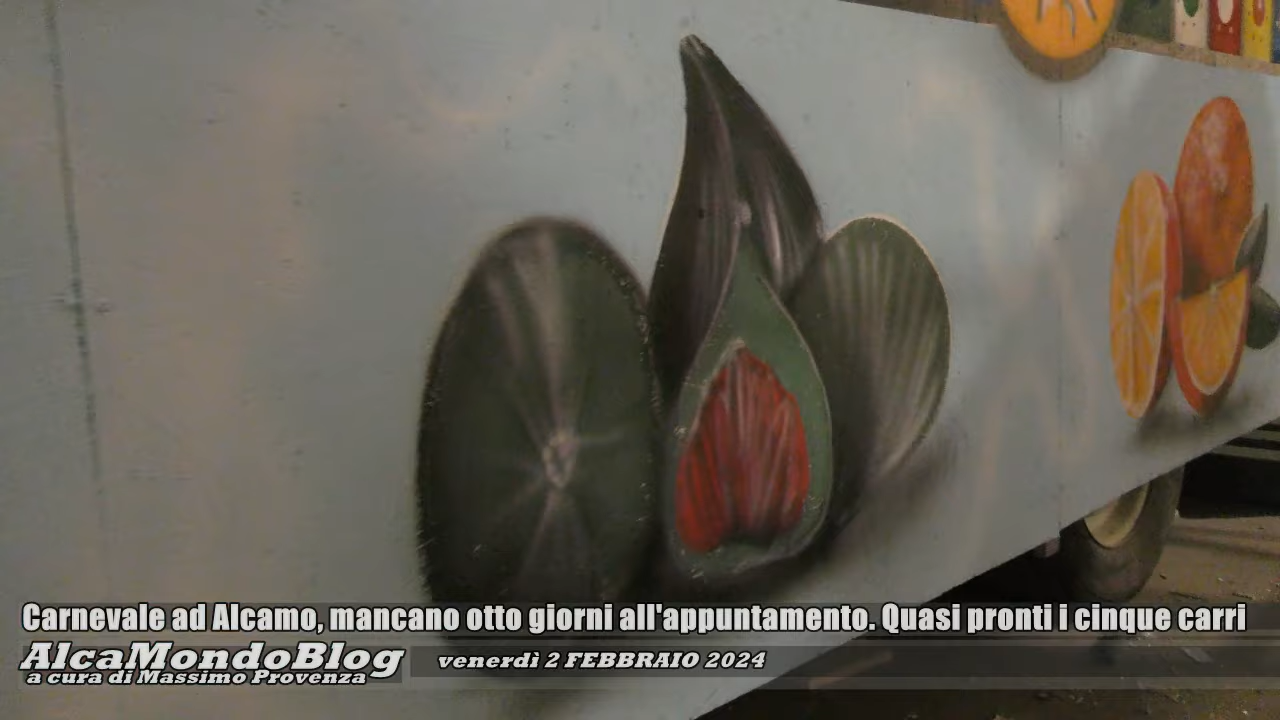 Carnevale ad Alcamo, mancano otto giorni all'appuntamento. Quasi pronti i cinque carri
AlcaMondoBlog
venerdì 2 FEBBRAIO 2024
a cura di Massimo Provenza